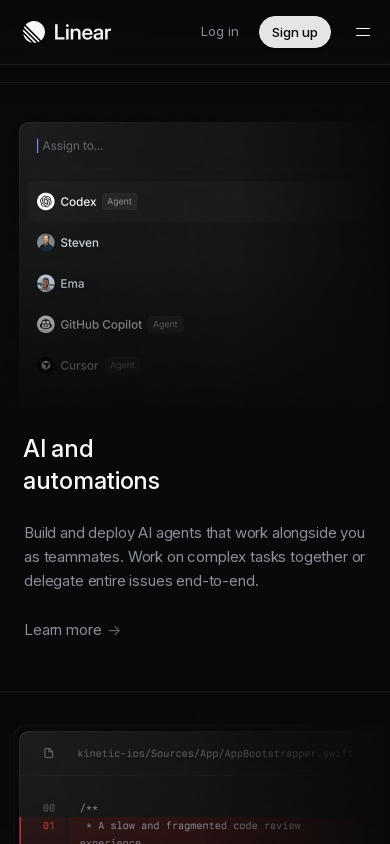 Linear
Log in
Sign up
Assign to...
Codex Agent
Steven
Ema
GitHub Copilot Agent
Cursor Agent
AI and
automations
Build and deploy AI agents that work alongside you
as teammates. Work on complex tasks together or
delegate entire issues end-to-end.
Learn more →
kinetic-ios/Sources/App/AppBootstrapper.swift
00 /**
01 * A slow and fragmented code review
experience